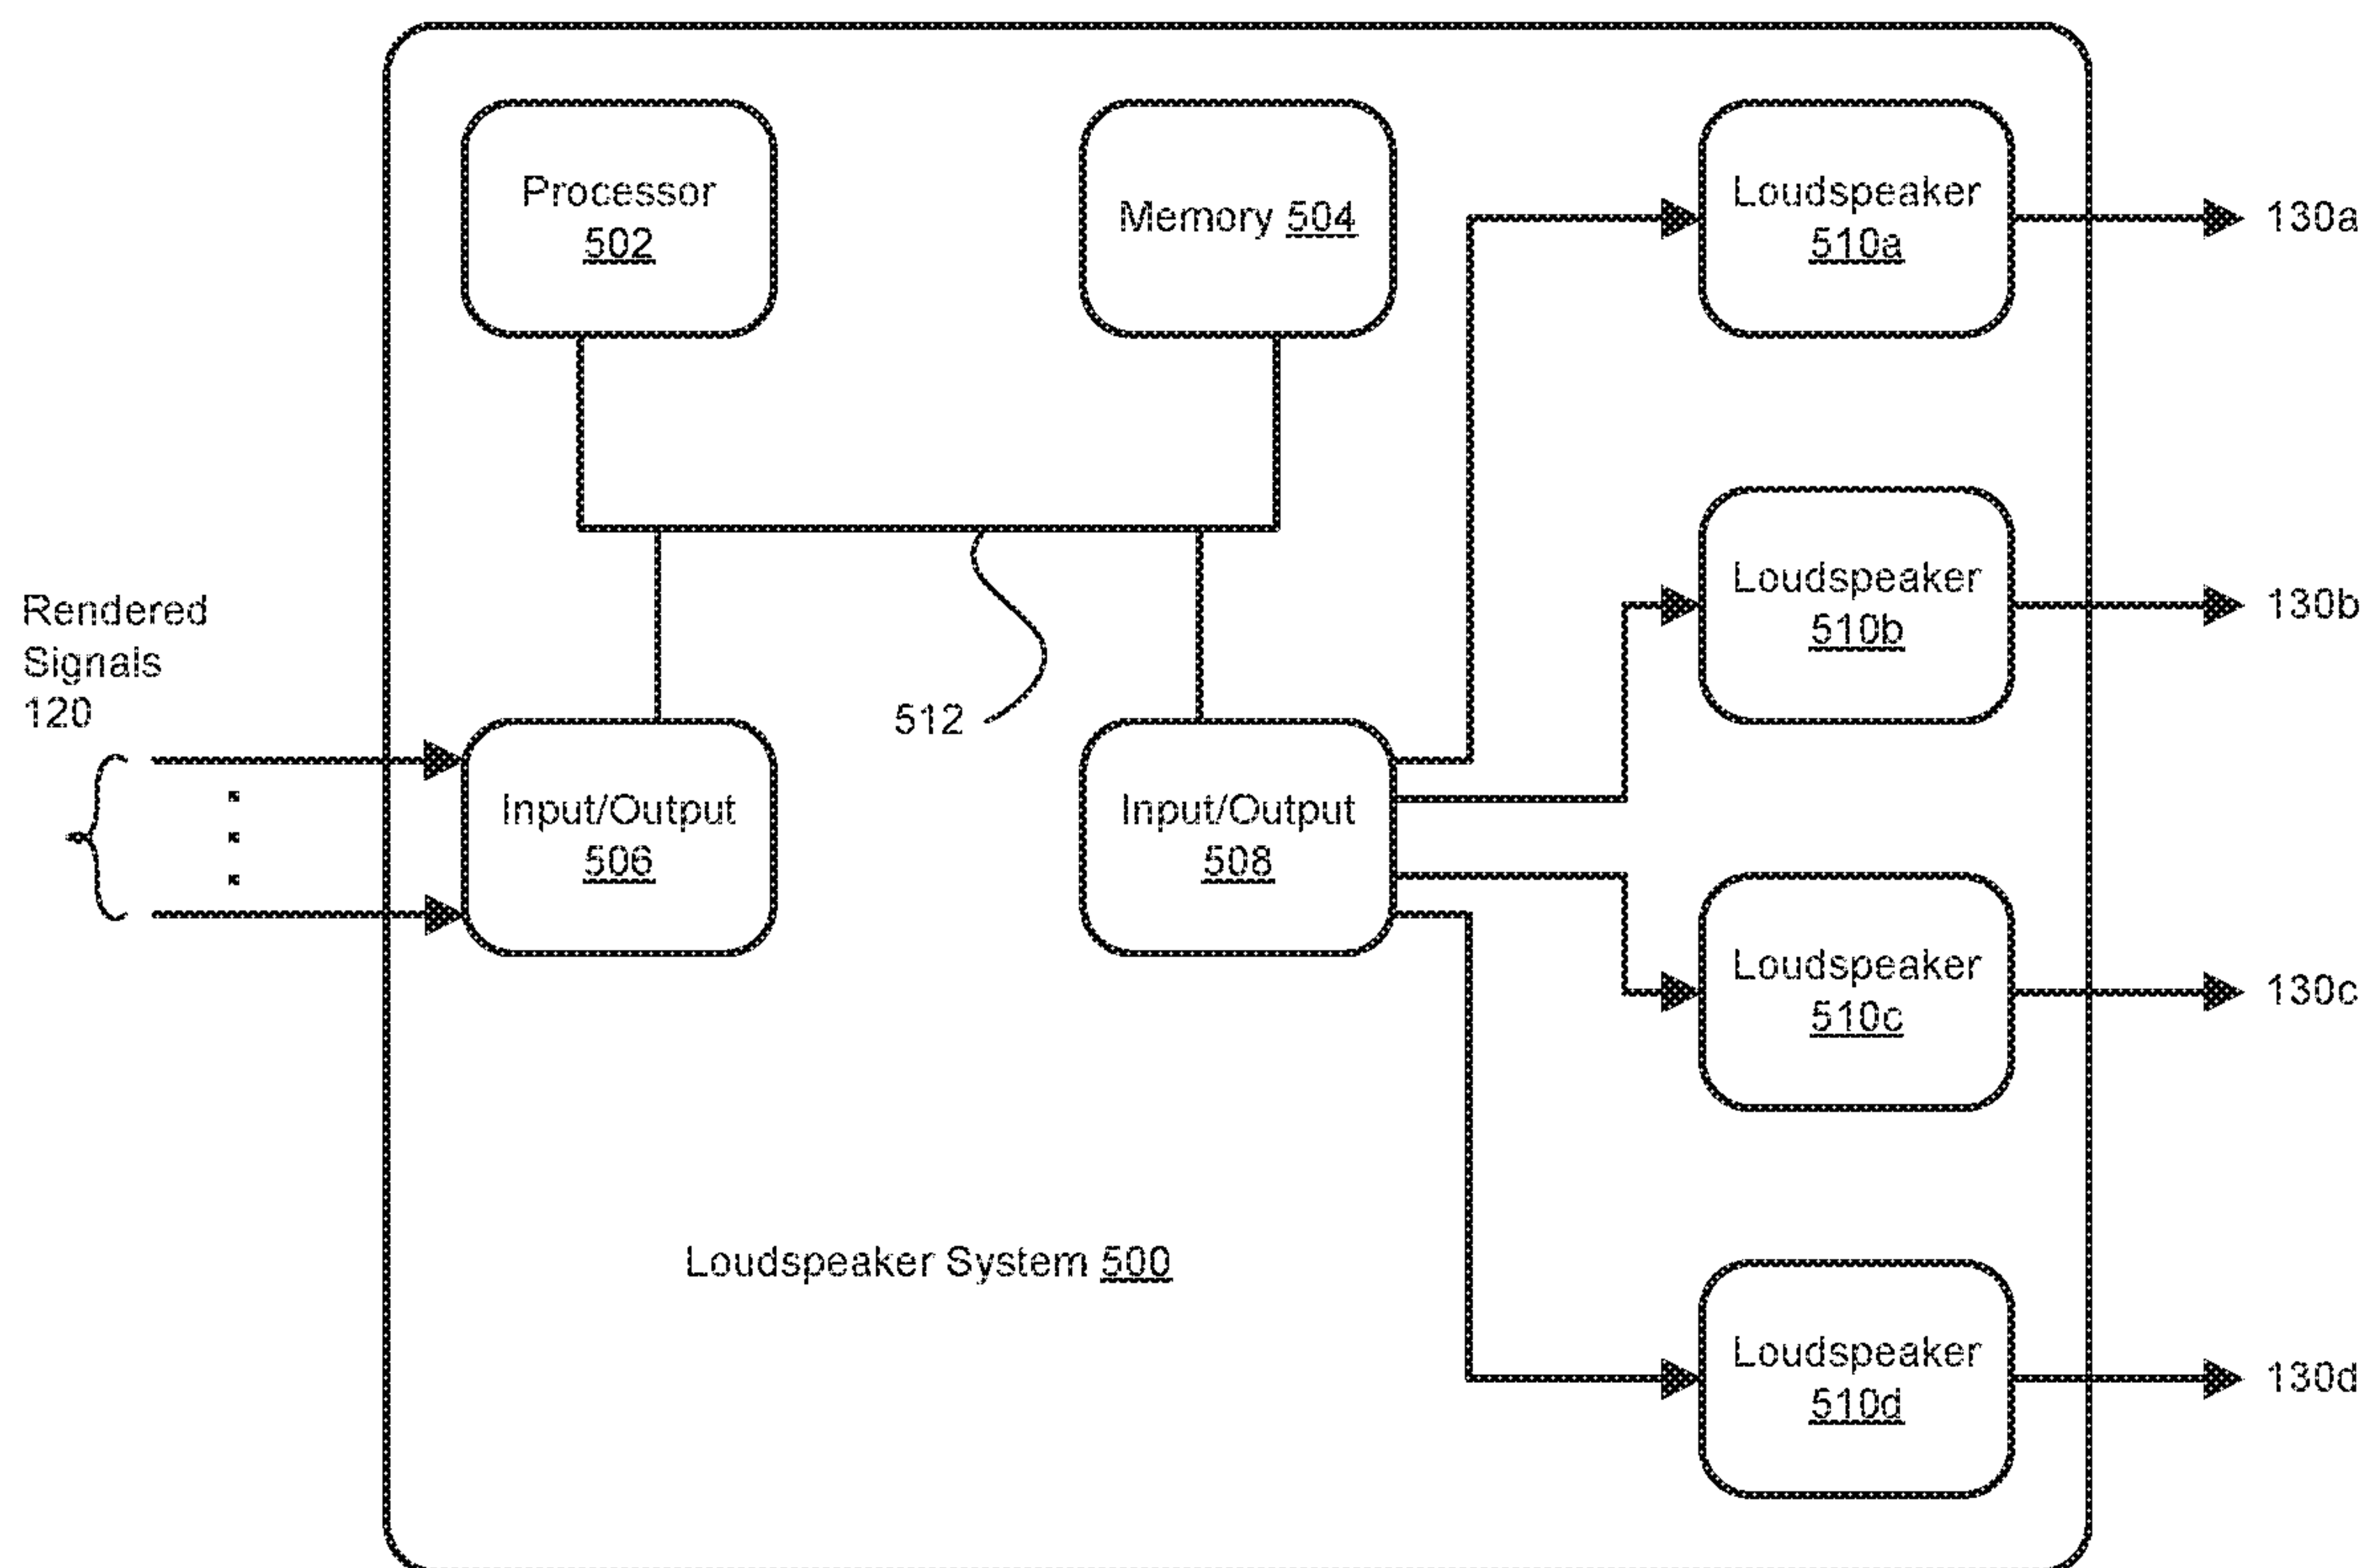 Processor
502
Memory 504
Loudspeaker
510a
130a
Loudspeaker
510b
130b
Rendered
Signals
120
512
Input/Output
506
Input/Output
508
Loudspeaker
510c
130c
Loudspeaker System 500
Loudspeaker
510d
130d